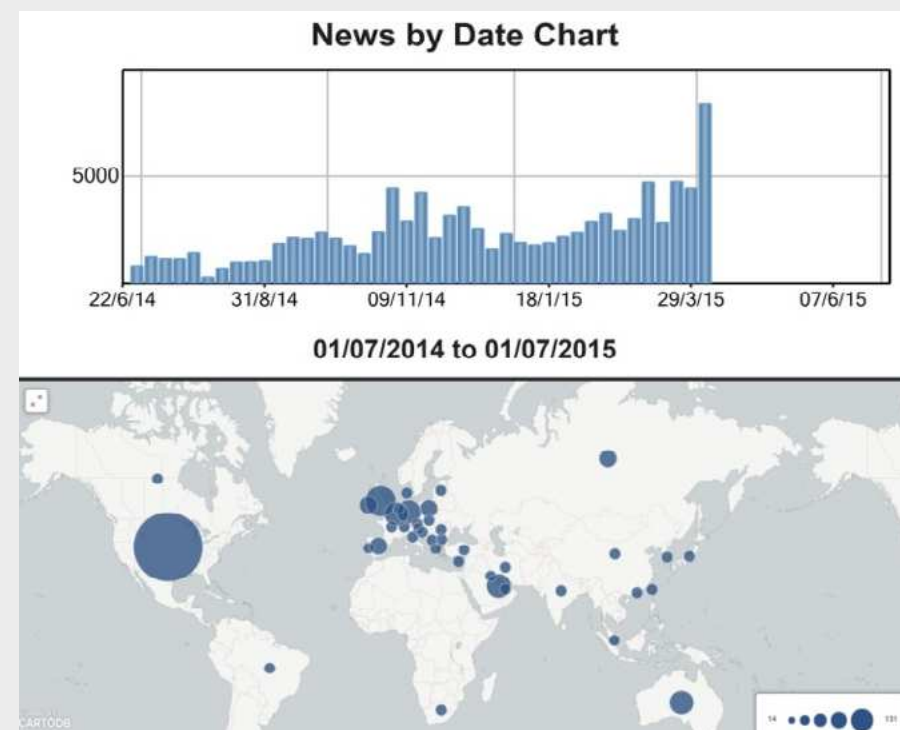 News by Date Chart
5000
22/6/14 31/8/14 09/11/14 18/1/15 29/3/15 07/6/15
01/07/2014 to 01/07/2015
CARTODB
14 131